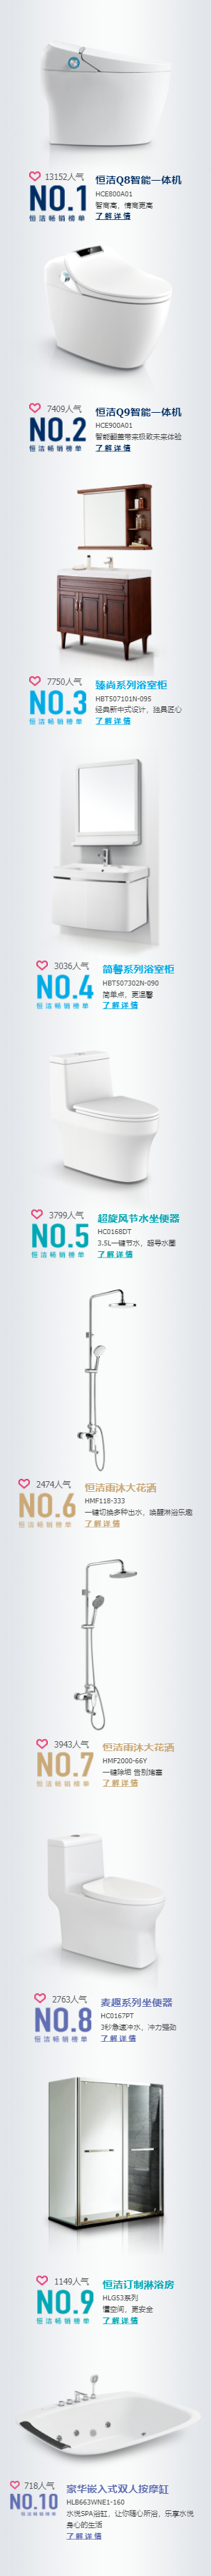 13152人气
NO.1
恒洁畅销榜单
恒洁Q8智能一体机
HCE800A01
智商高，情商更高
了解详情
7409人气
NO.2
恒洁畅销榜单
恒洁Q9智能一体机
HCE900A01
智能翻盖带来极致未来体验
了解详情
7750人气
NO.3
恒洁畅销榜单
臻尚系列浴室柜
HBT507101N-095
经典新中式设计，独具匠心
了解详情
3036人气
NO.4
恒洁畅销榜单
简馨系列浴室柜
HBT507302N-090
简单点，更温馨
了解详情
3799人气
NO.5
恒洁畅销榜单
超旋风节水坐便器
HC0168DT
3.5L一键节水，超导水圈
了解详情
2474人气
NO.6
恒洁畅销榜单
恒洁雨沐大花洒
HMF118-333
一键切换多种出水，唤醒淋浴乐趣
了解详情
3943人气
NO.7
恒洁畅销榜单
恒洁雨沐大花洒
HMF2000-66Y
一键除垢 告别堵塞
了解详情
2763人气
NO.8
恒洁畅销榜单
麦趣系列坐便器
HC0167PT
3秒急速冲水，冲力强劲
了解详情
1149人气
NO.9
恒洁畅销榜单
恒洁订制淋浴房
HLG53系列
懂空间，更安全
了解详情
718人气
NO.10
恒洁畅销榜单
豪华嵌入式双人按摩缸
HLB663WNE1-160
水悦SPA浴缸，让你随心所浴，乐享水悦
身心的生活
了解详情